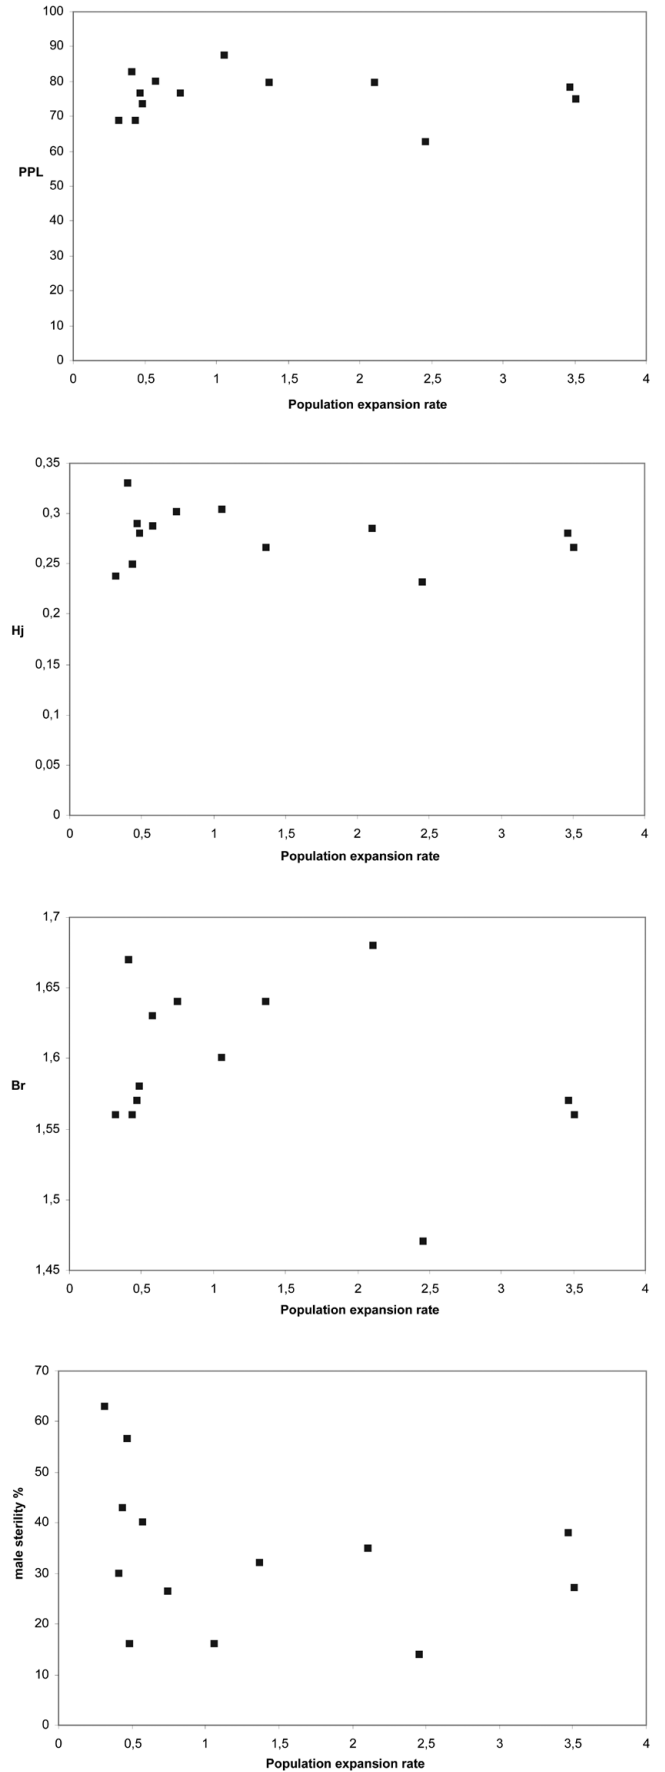 100
90
80
70
60
PPL
50
40
30
20
10
0
0 0,5 1 1,5 2 2,5 3 3,5 4
Population expansion rate
0,35
0,3
0,25
0,2
Hj
0,15
0,1
0,05
0
0 0,5 1 1,5 2 2,5 3 3,5 4
Population expansion rate
1,7
1,65
1,6
Br
1,55
1,5
1,45
0 0,5 1 1,5 2 2,5 3 3,5 4
Population expansion rate
70
60
50
40
male sterility %
30
20
10
0
0 0,5 1 1,5 2 2,5 3 3,5 4
Population expansion rate